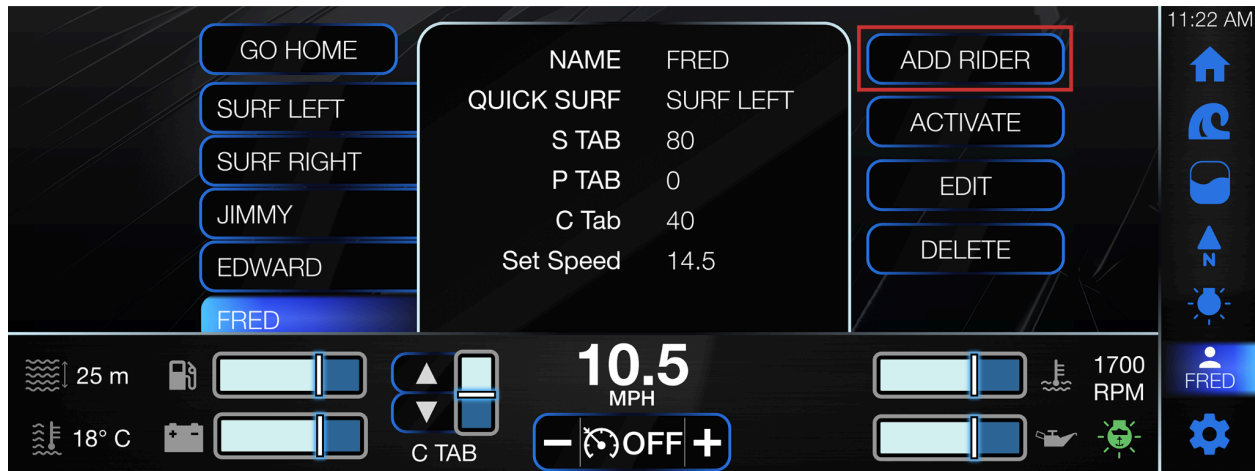 11:22 AM
GO HOME
SURF LEFT
SURF RIGHT
JIMMY
EDWARD
FRED
NAME FRED
QUICK SURF SURF LEFT
S TAB 80
P TAB 0
C Tab 40
Set Speed 14.5
ADD RIDER
ACTIVATE
EDIT
DELETE
N
FRED
25 m
18° C
C TAB
10.5
MPH
OFF
1700
RPM